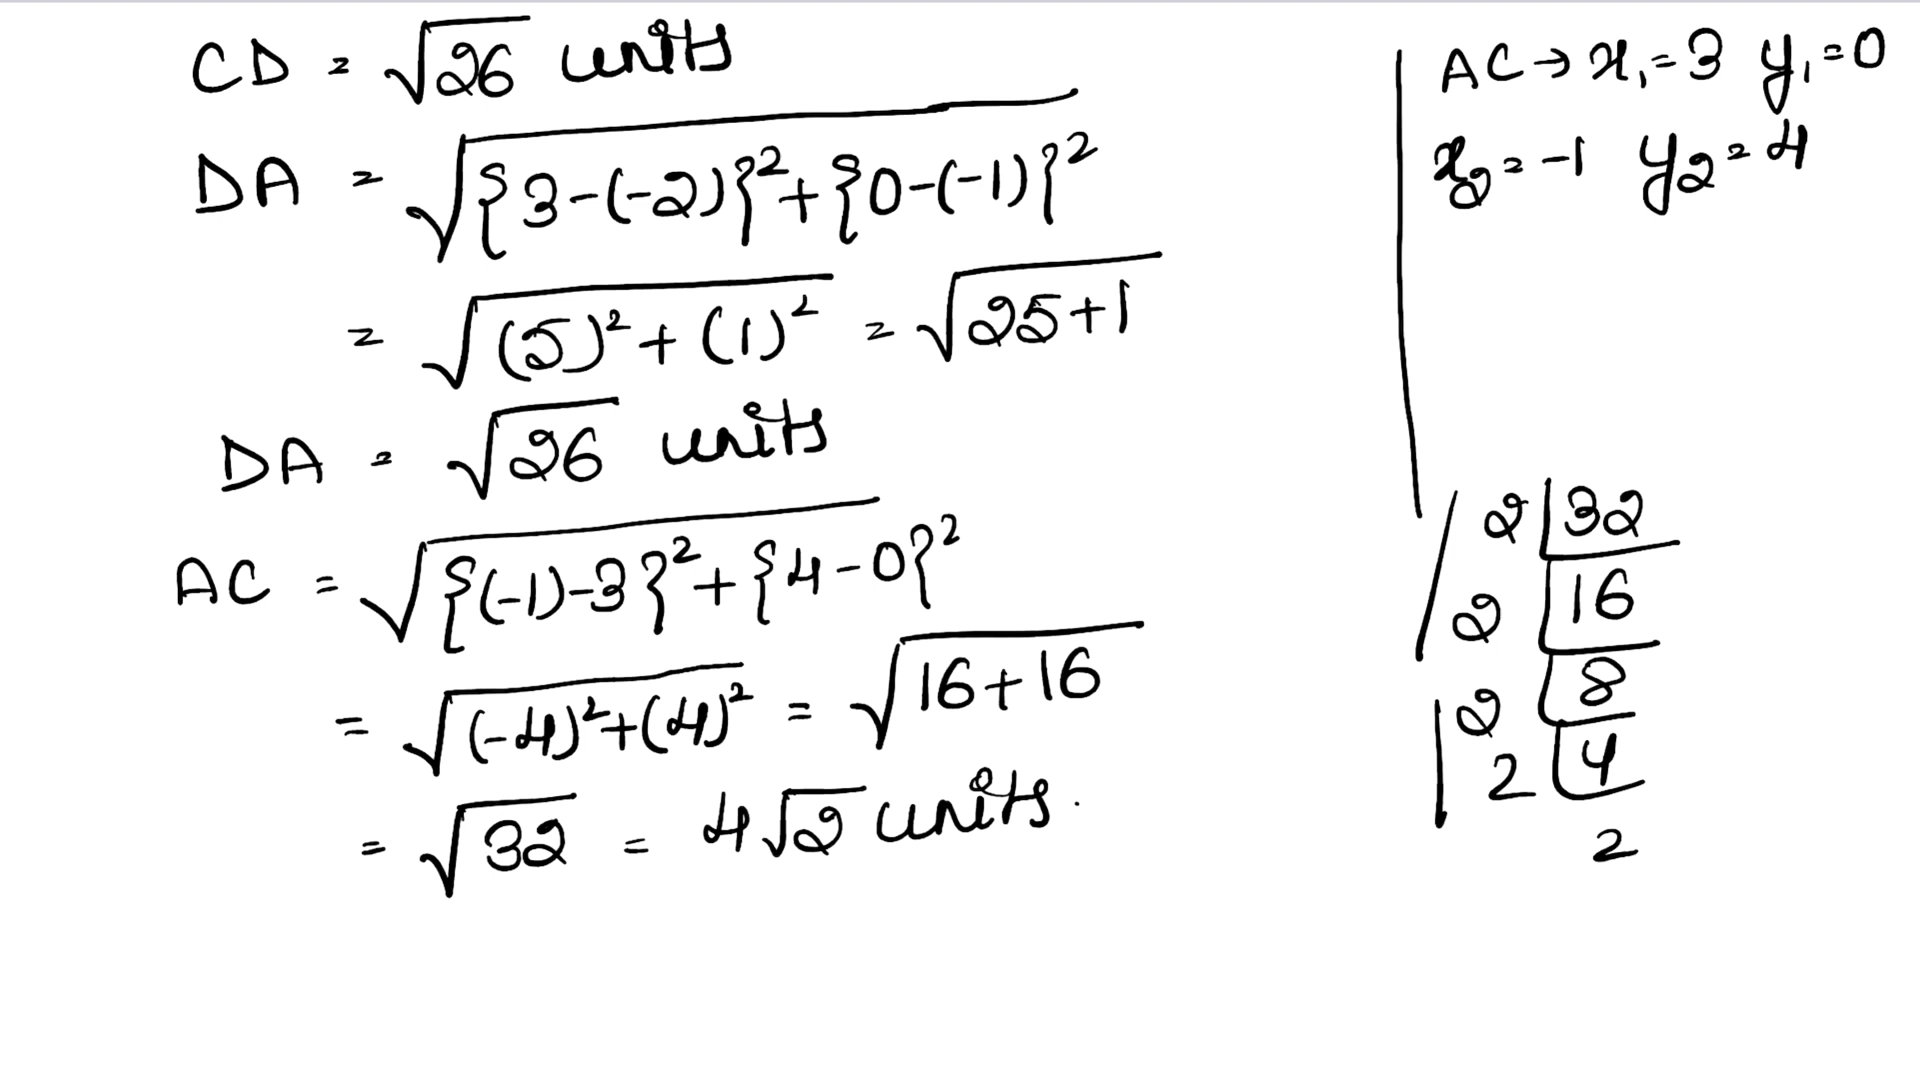 CD = √26 units
DA = √{3-(-2)}²+{0-(-1)}²
= √(5)²+(1)² = √25+1
DA = √26 units
AC = √{(-1)-3}²+{4-0}²
= √(-4)²+(4)² = √16+16
= √32 = 4√2 units.
AC→ x₁=3 y₁=0
x₂=-1 y₂=4
2|32
2|16
2|8
2|4
2